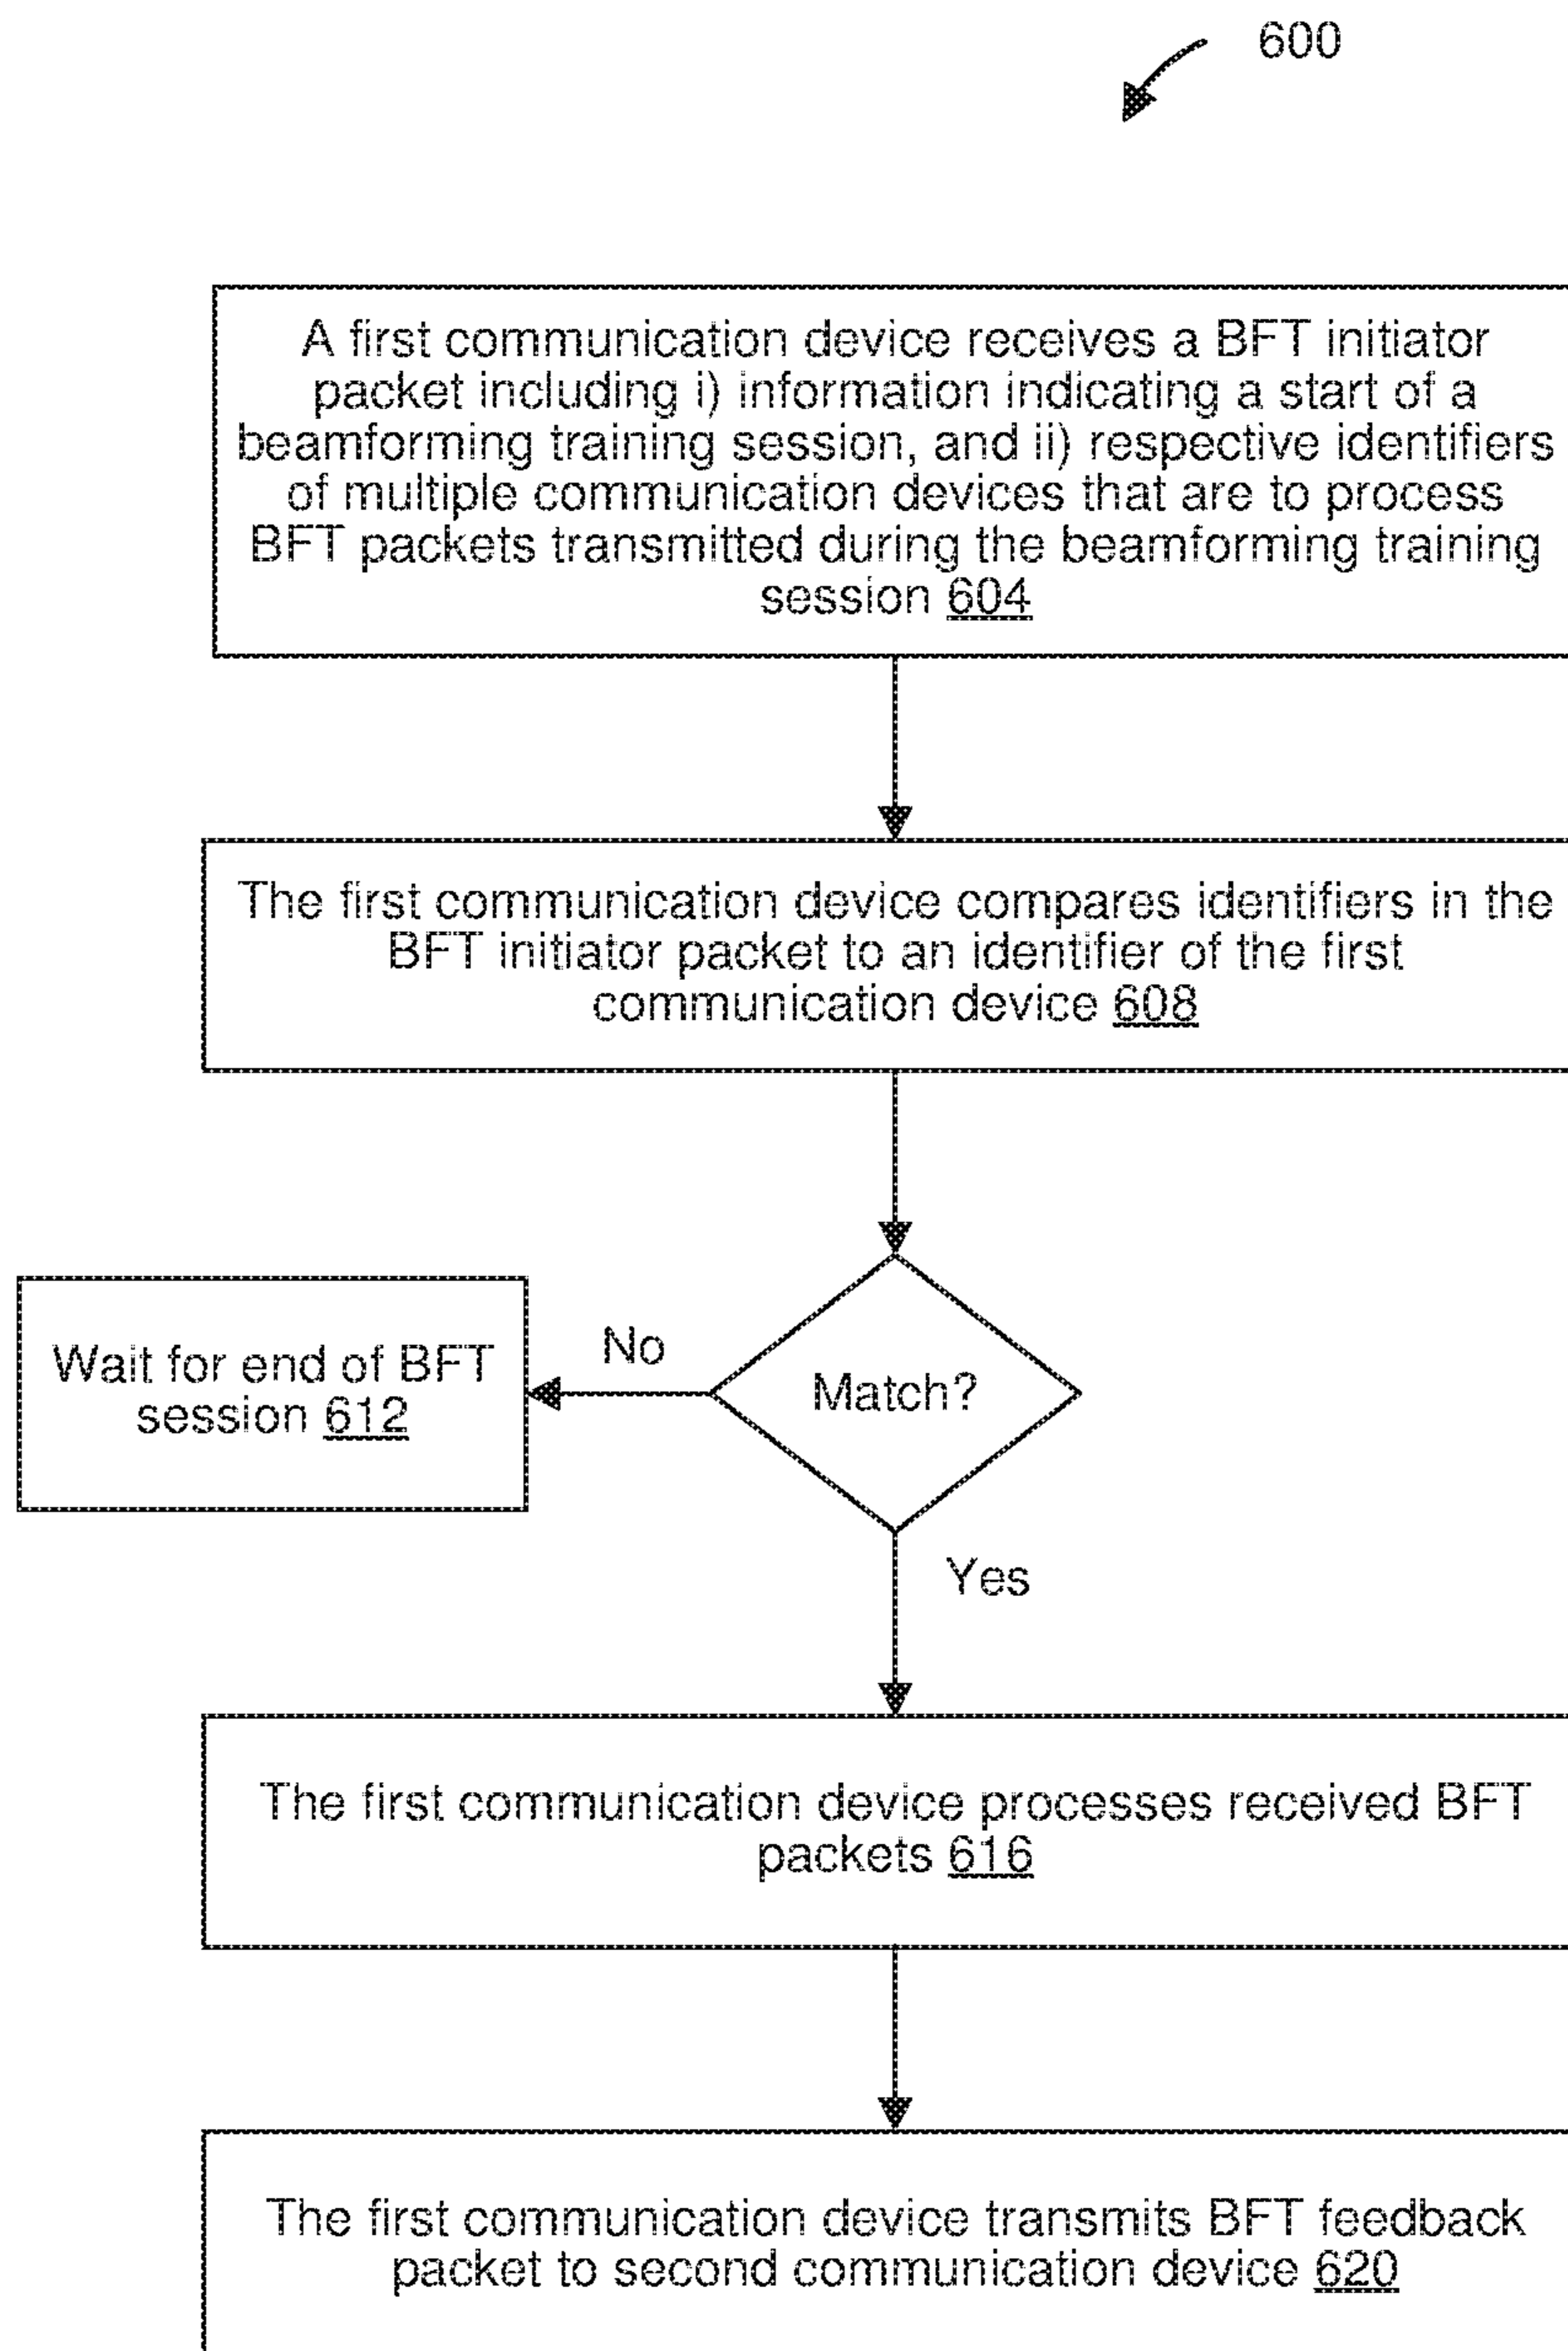 600
A first communication device receives a BFT initiator
packet including i) information indicating a start of a
beamforming training session, and ii) respective identifiers
of multiple communication devices that are to process
BFT packets transmitted during the beamforming training
session 604
The first communication device compares identifiers in the
BFT initiator packet to an identifier of the first
communication device 608
Match?
No
Wait for end of BFT
session 612
Yes
The first communication device processes received BFT
packets 616
The first communication device transmits BFT feedback
packet to second communication device 620